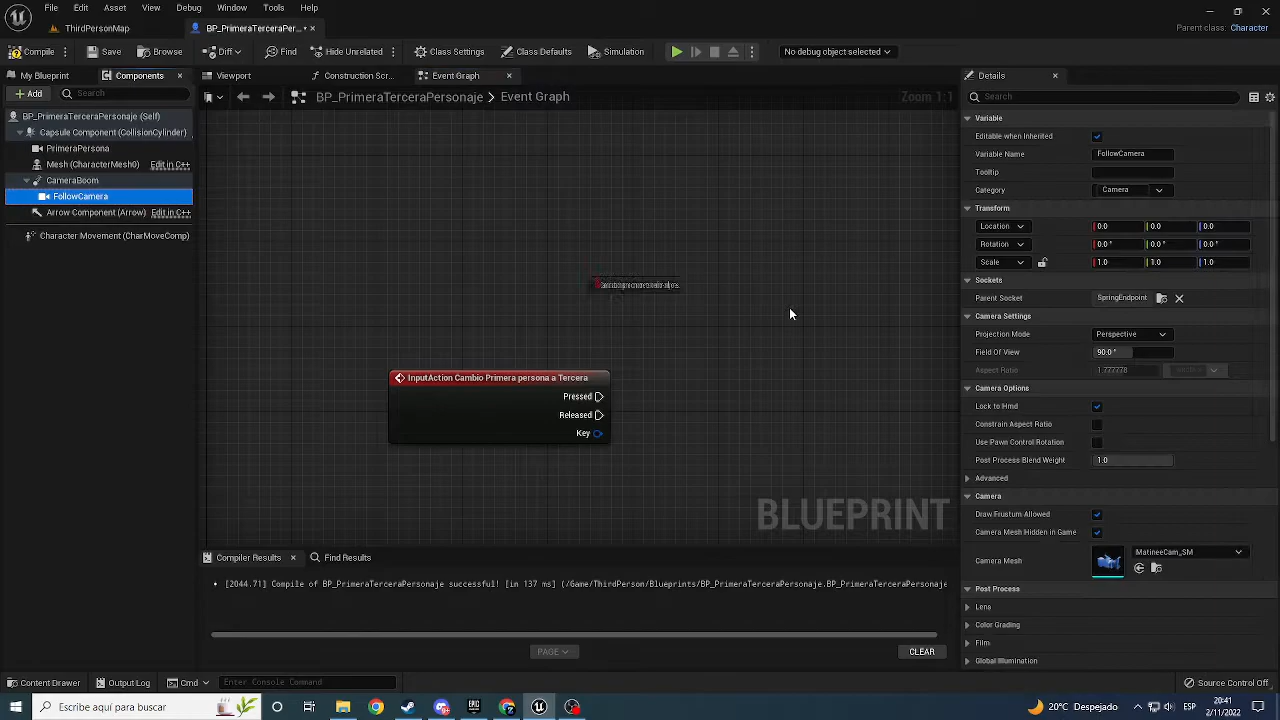 File Edit Asset View Debug Window Tools Help
ThirdPersonMap
BP_PrimeraTerceraPer...
Parent class: Character
Compile Save Browse Diff Find Hide Unrelated Class Settings Class Defaults Simulation No debug object selected
My Blueprint Components
Viewport Construction Scr... Event Graph
Details
Add Search
BP_PrimeraTerceraPersonaje > Event Graph
Zoom 1:1
Search
BP_PrimeraTerceraPersonaje (Self)
Capsule Component (CollisionCylinder)
PrimeraPersona
Mesh (CharacterMesh0) Edit in C++
CameraBoom
FollowCamera
Arrow Component (Arrow) Edit in C++
Character Movement (CharMoveComp)
InputAction Cambio Primera persona a Tercera
Pressed
Released
Key
BLUEPRINT
Variable
Editable when Inherited
Variable Name FollowCamera
Tooltip
Category Camera
Transform
Location 0.0 0.0 0.0
Rotation 0.0 ° 0.0 ° 0.0 °
Scale 1.0 1.0 1.0
Sockets
Parent Socket SpringEndpoint
Camera Settings
Projection Mode Perspective
Field Of View 90.0 °
Aspect Ratio 1.777778
Camera Options
Lock to Hmd
Constrain Aspect Ratio
Use Pawn Control Rotation
Post Process Blend Weight 1.0
Advanced
Camera
Draw Frustum Allowed
Camera Mesh Hidden in Game
Camera Mesh MatineeCam_SM
Post Process
Lens
Color Grading
Film
Global Illumination
Compiler Results Find Results
[2044.71] Compile of BP_PrimeraTerceraPersonaje successful! [in 137 ms] (/Game/ThirdPerson/Blueprints/BP_PrimeraTerceraPersonaje.BP_PrimeraTerceraPersonaje
PAGE
CLEAR
Content Drawer Output Log Cmd Enter Console Command
Source Control Off
Escribe aquí para buscar
20°C Despejado
ESP
20:41
20/11/2022